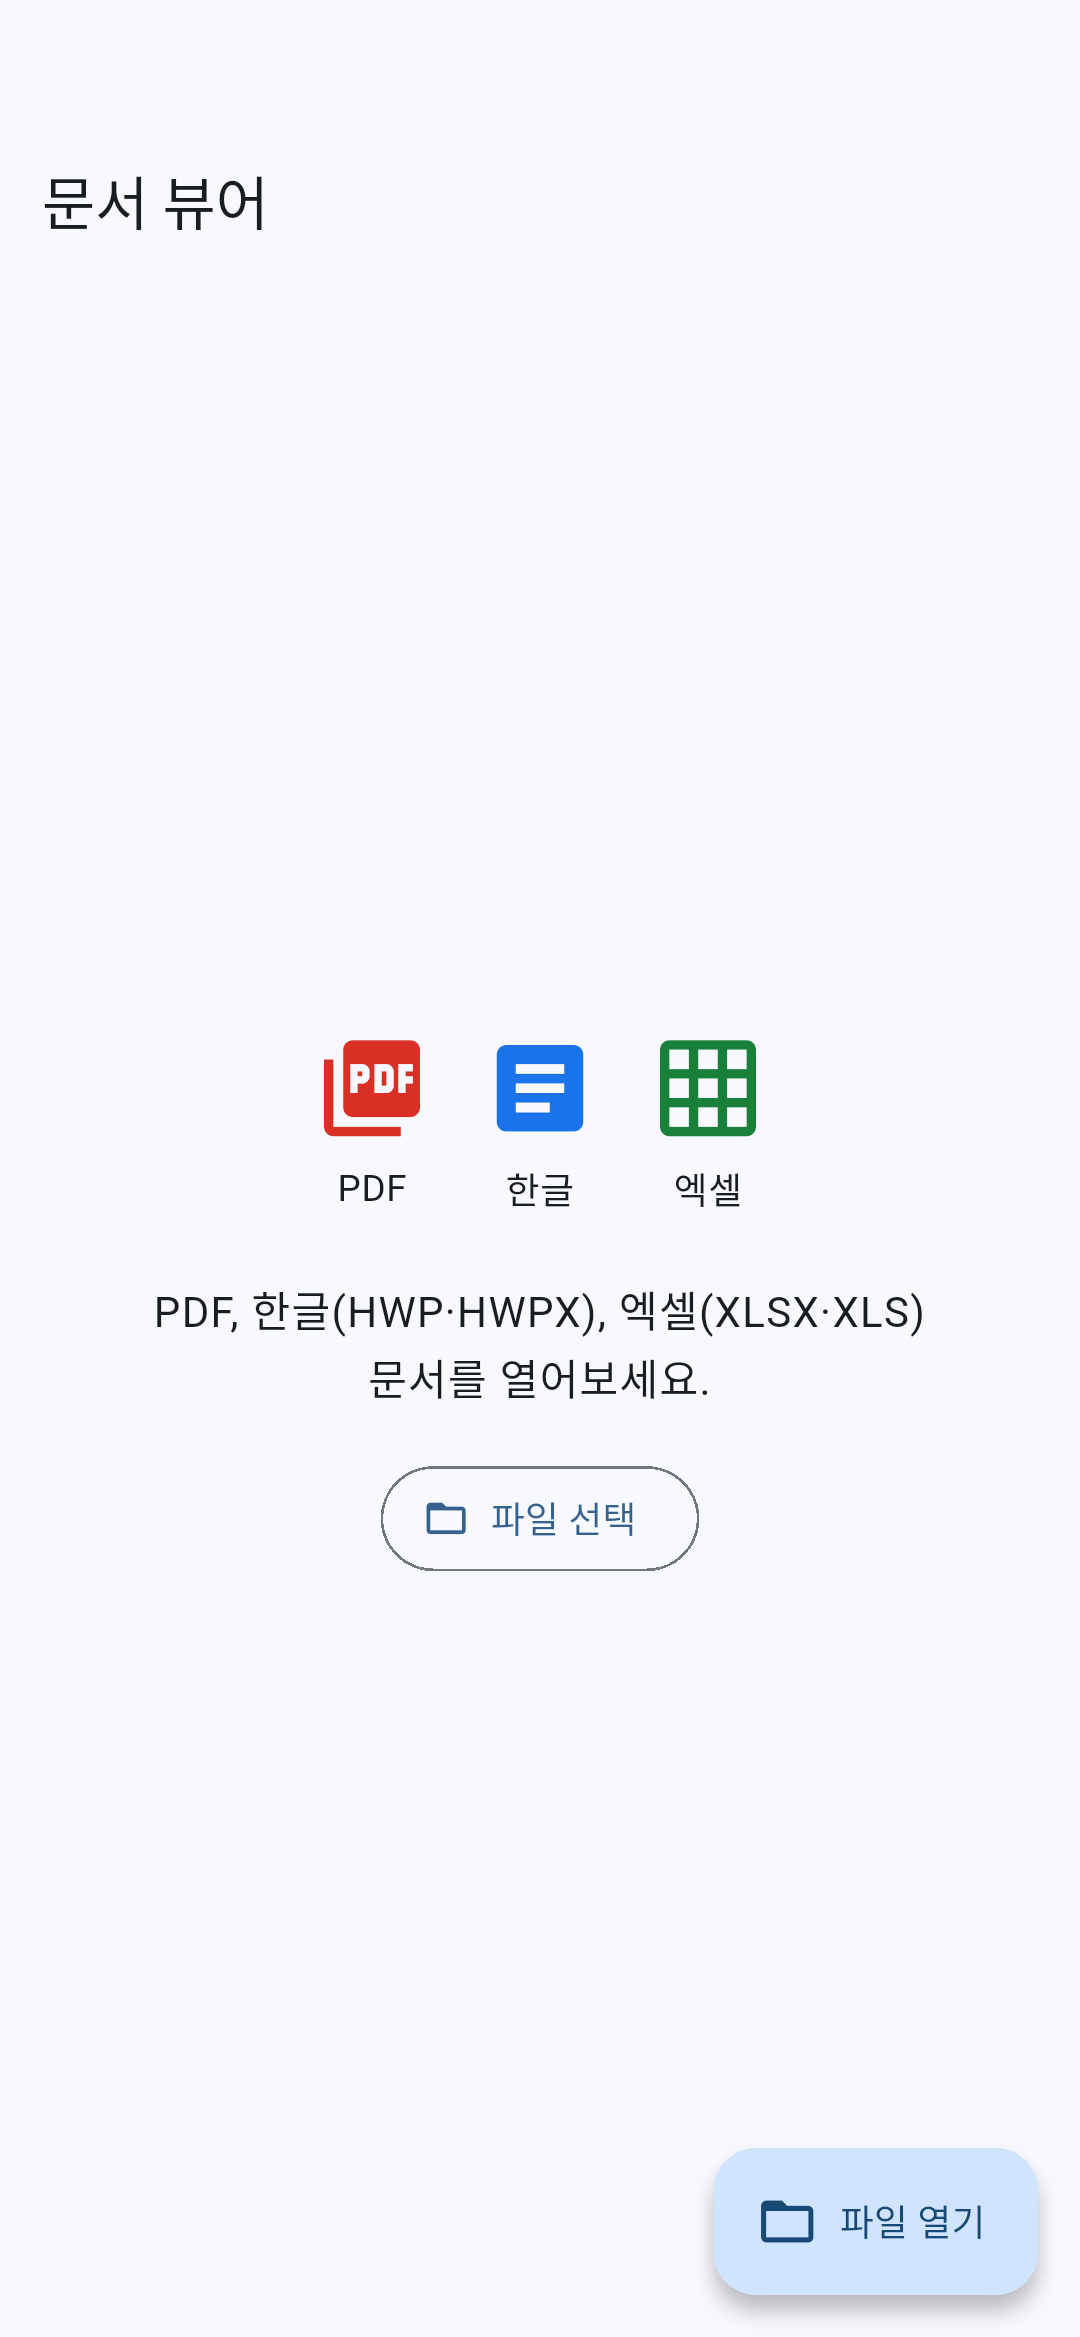 문서 뷰어
PDF
PDF
한글
엑셀
PDF, 한글(HWP·HWPX), 엑셀(XLSX·XLS)
문서를 열어보세요.
파일 선택
파일 열기